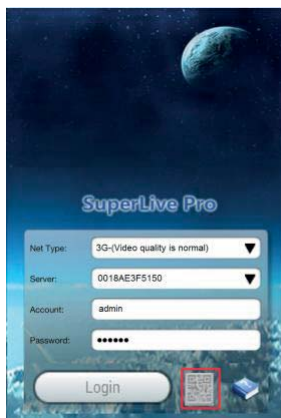 SuperLive Pro
Net Type: 3G-(Video quality is normal)
Server: 0018AE3F5150
Account: admin
Password: ••••••
Login